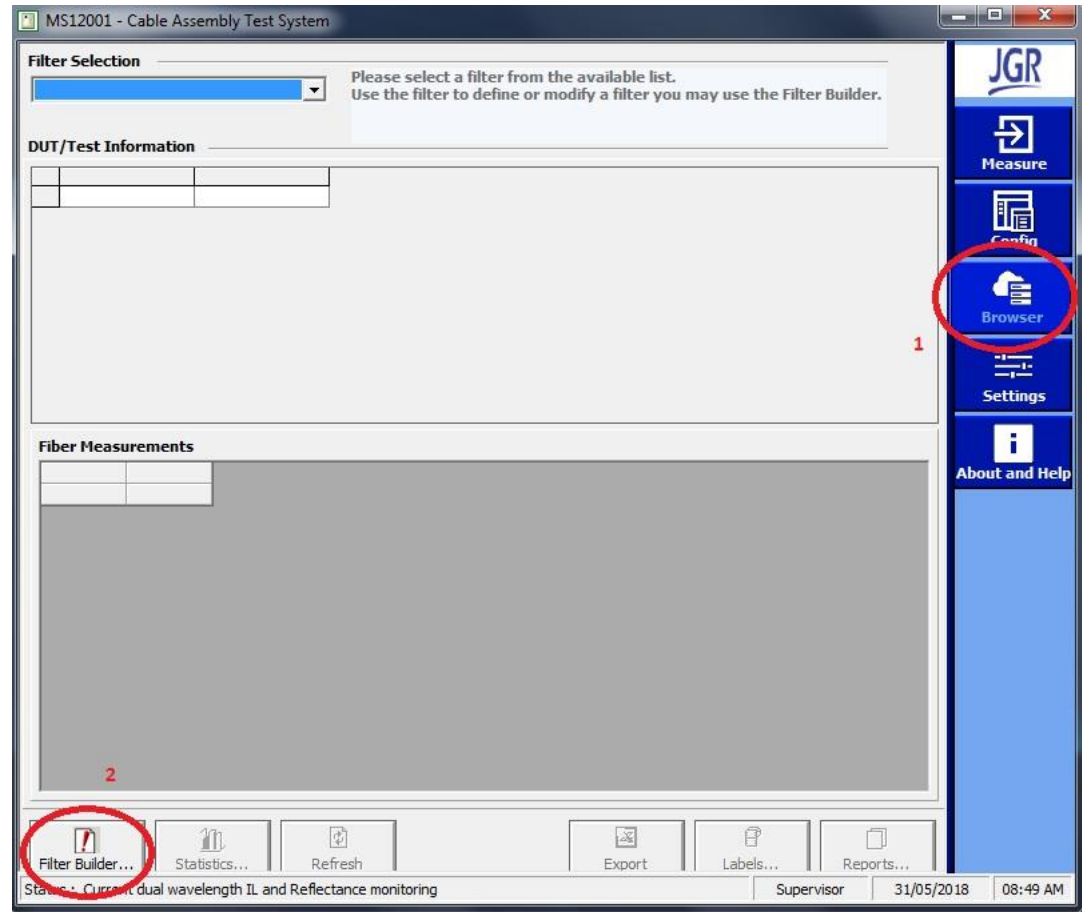 MS12001 - Cable Assembly Test System
Filter Selection
Please select a filter from the available list.
Use the filter to define or modify a filter you may use the Filter Builder.
DUT/Test Information
JGR
Measure
Config
Browser
1
Settings
About and Help
Fiber Measurements
2
Filter Builder... Statistics... Refresh Export Labels... Reports...
Status : Current dual wavelength IL and Reflectance monitoring Supervisor 31/05/2018 08:49 AM